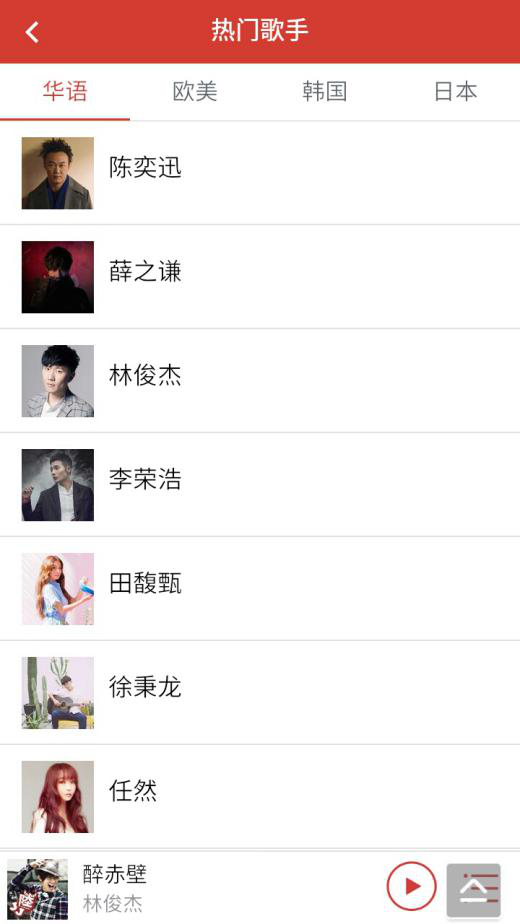 热门歌手
华语 欧美 韩国 日本
陈奕迅
薛之谦
林俊杰
李荣浩
田馥甄
徐秉龙
任然
醉赤壁
林俊杰